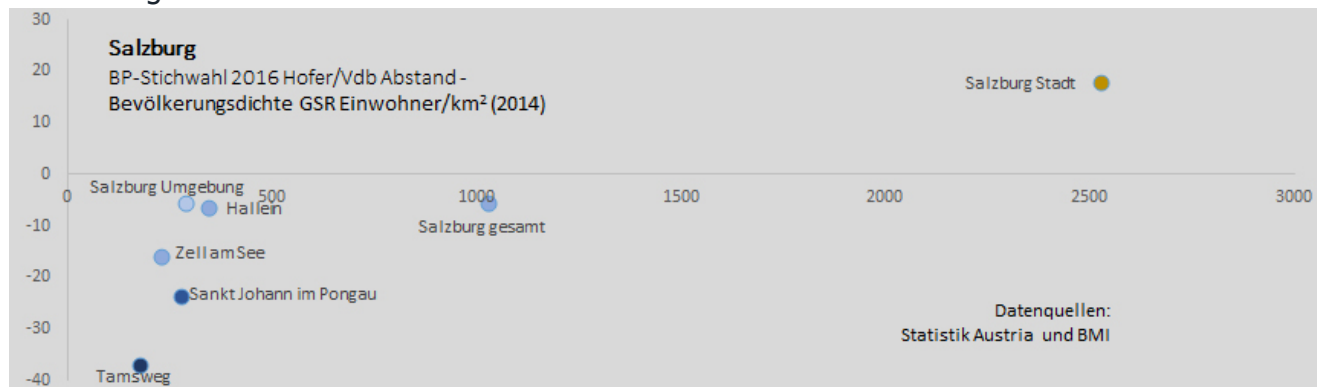 30
Salzburg
BP-Stichwahl 2016 Hofer/Vdb Abstand -
20
Salzburg Stadt
Bevölkerungsdichte GSR Einwohner/km² (2014)
10
0
Salzburg Umgebung
0 500 1000 1500 2000 2500 3000
Hallein
-10
Salzburg gesamt
Zell am See
-20
Sankt Johann im Pongau
Datenquellen:
-30
Statistik Austria und BMI
Tamsweg
-40